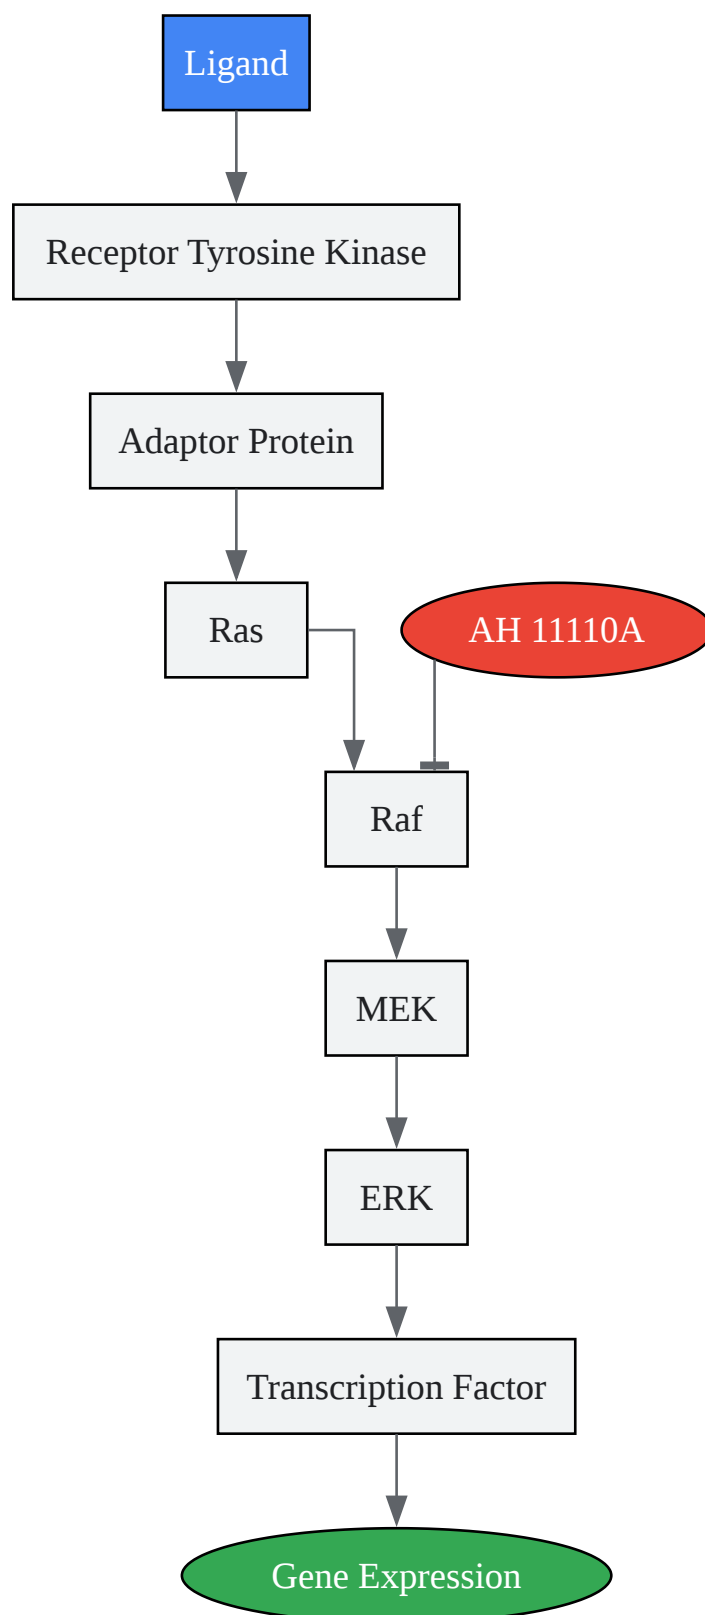 Ligand
Receptor Tyrosine Kinase
Adaptor Protein
Ras
AH 11110A
Raf
MEK
ERK
Transcription Factor
Gene Expression